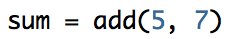 sum = add(5, 7)